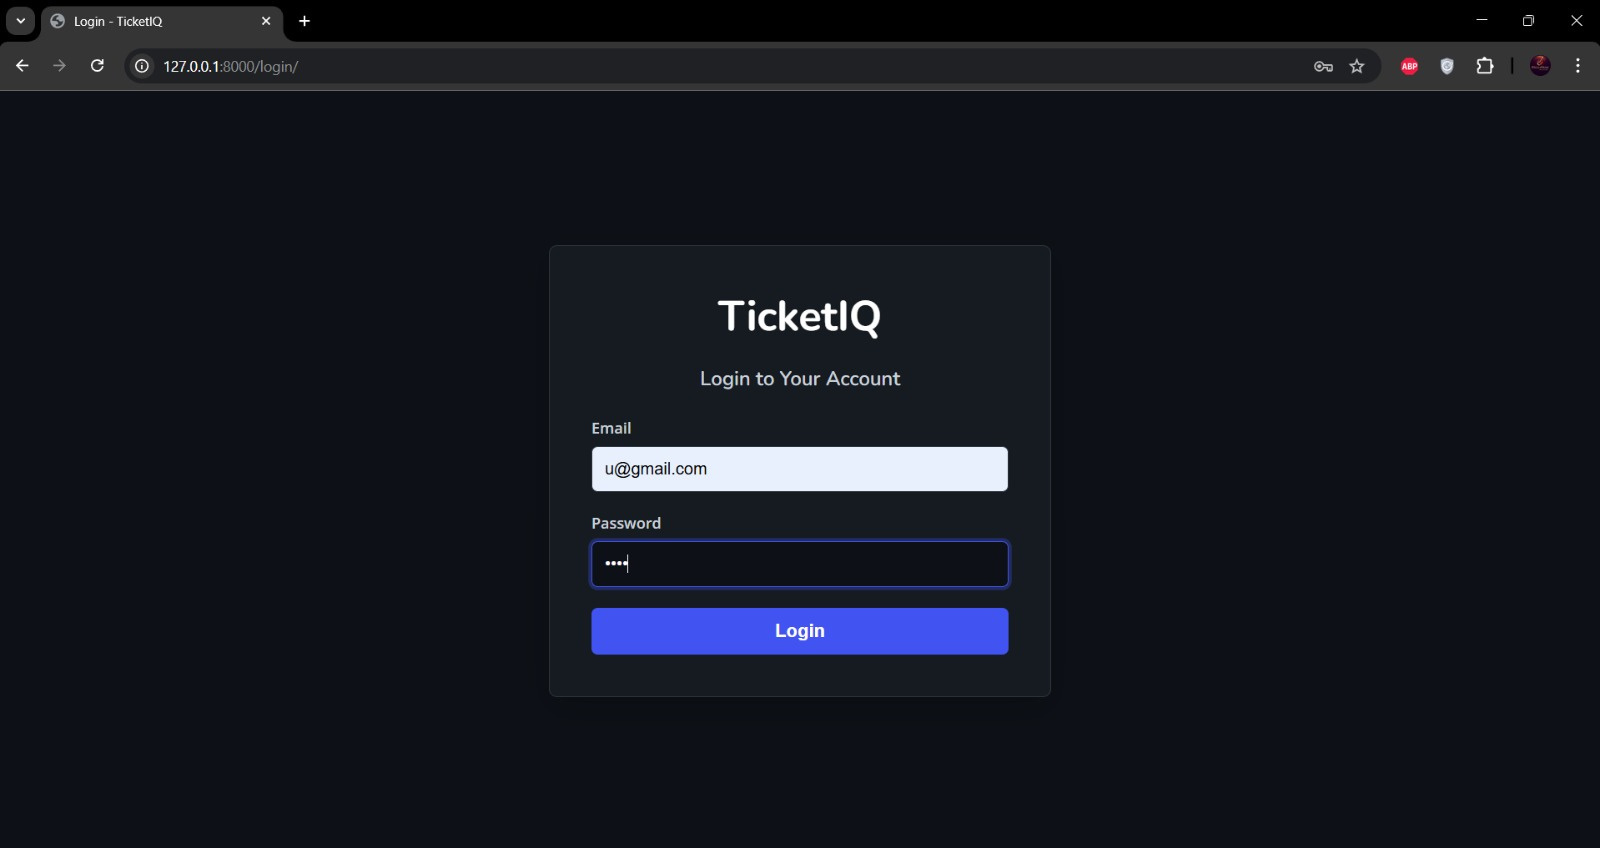 Login - TicketIQ
127.0.0.1:8000/login/
ABP
TicketIQ
Login to Your Account
Email
u@gmail.com
Password
••••
Login